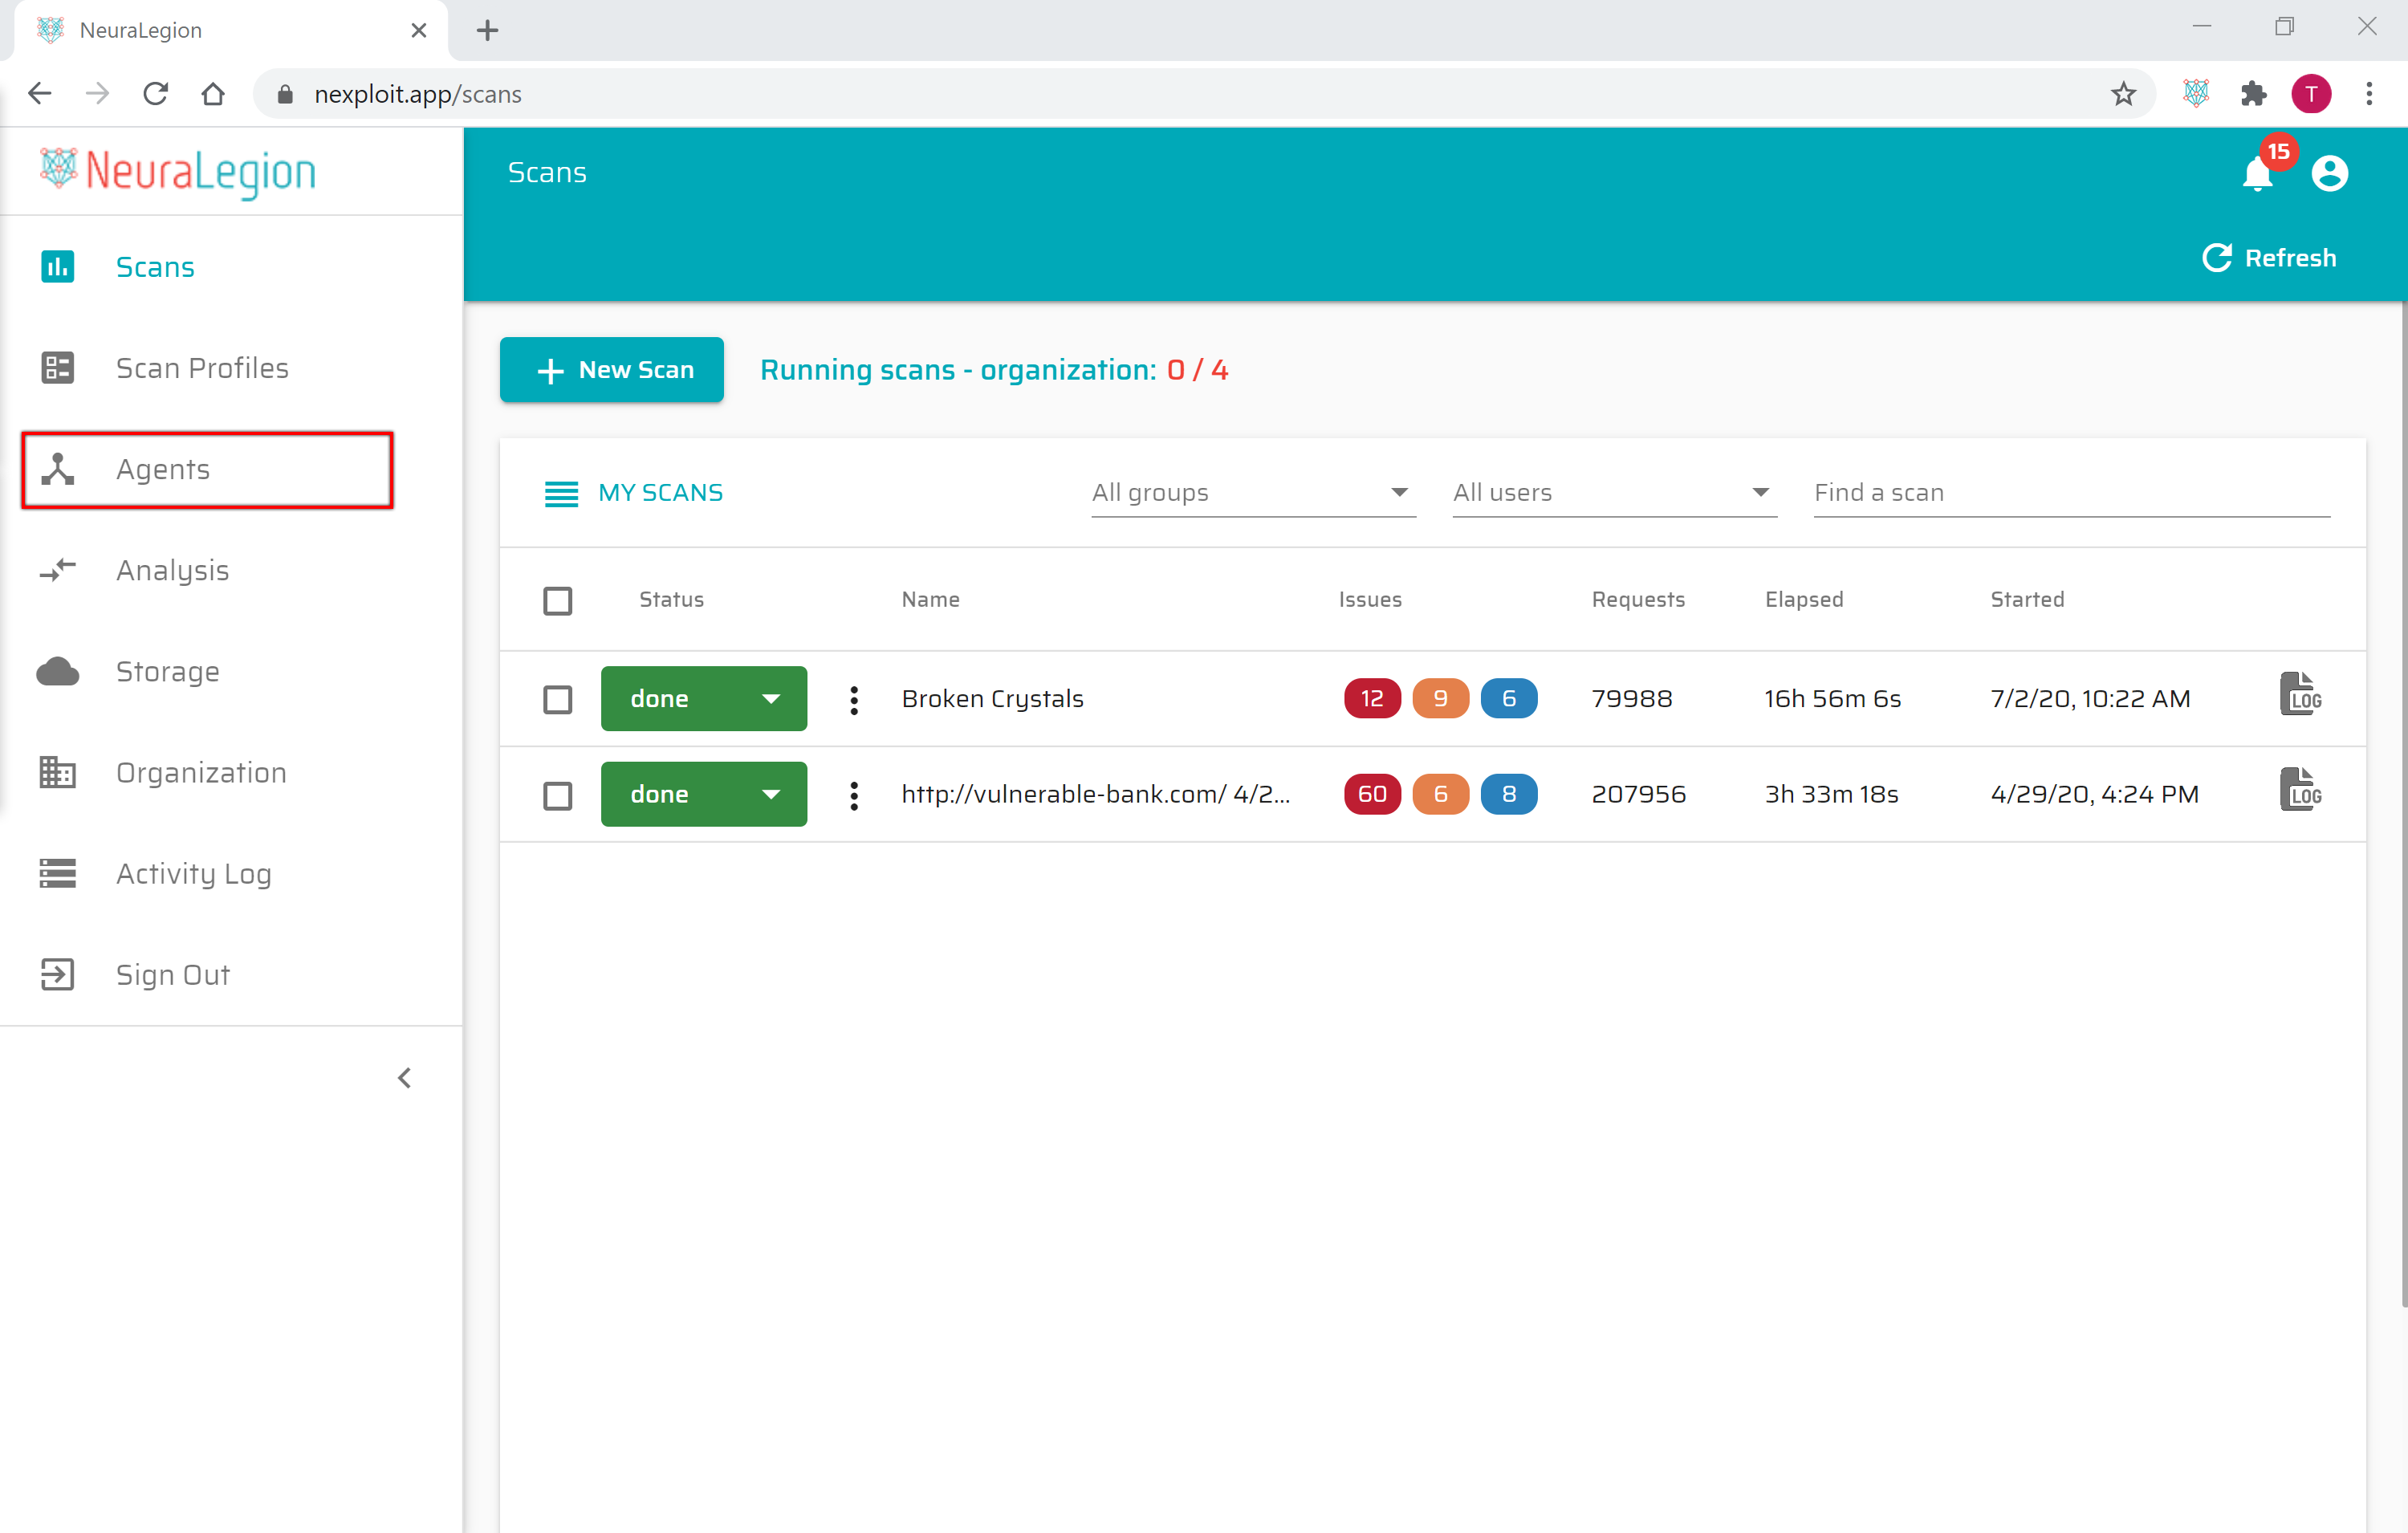 NeuraLegion
nexploit.app/scans
T
NeuraLegion
Scans
15
Refresh
Scans
Scan Profiles
Agents
Analysis
Storage
Organization
Activity Log
Sign Out
New Scan
Running scans - organization: 0 / 4
MY SCANS
All groups
All users
Find a scan
Status Name Issues Requests Elapsed Started
done Broken Crystals 12 9 6 79988 16h 56m 6s 7/2/20, 10:22 AM LOG
done http://vulnerable-bank.com/ 4/2... 60 6 8 207956 3h 33m 18s 4/29/20, 4:24 PM LOG